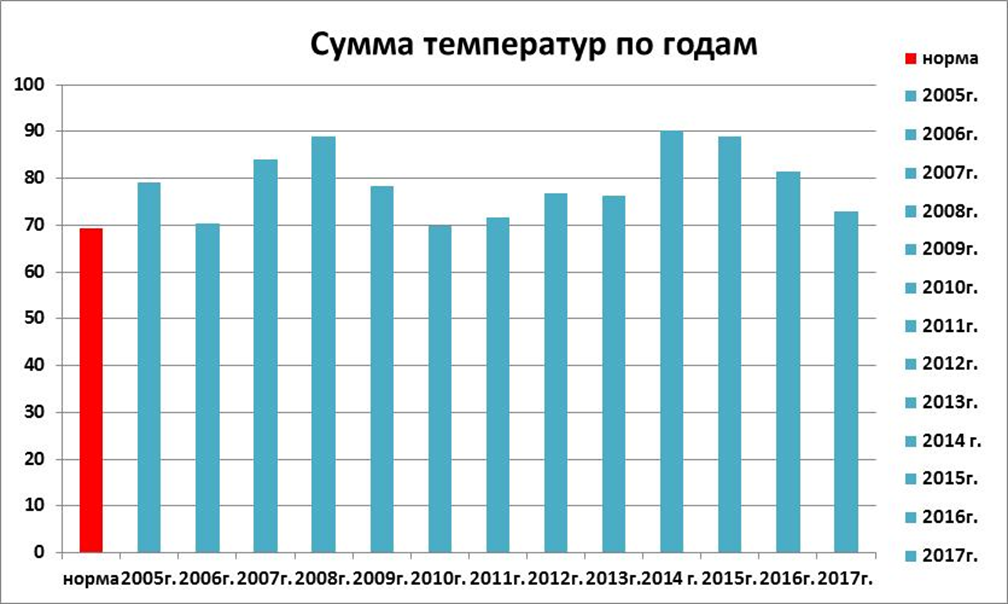 Сумма температур по годам
100
90
80
70
60
50
40
30
20
10
0
норма 2005г. 2006г. 2007г. 2008г. 2009г. 2010г. 2011г. 2012г. 2013г. 2014 г. 2015г. 2016г. 2017г.
норма
2005г.
2006г.
2007г.
2008г.
2009г.
2010г.
2011г.
2012г.
2013г.
2014 г.
2015г.
2016г.
2017г.